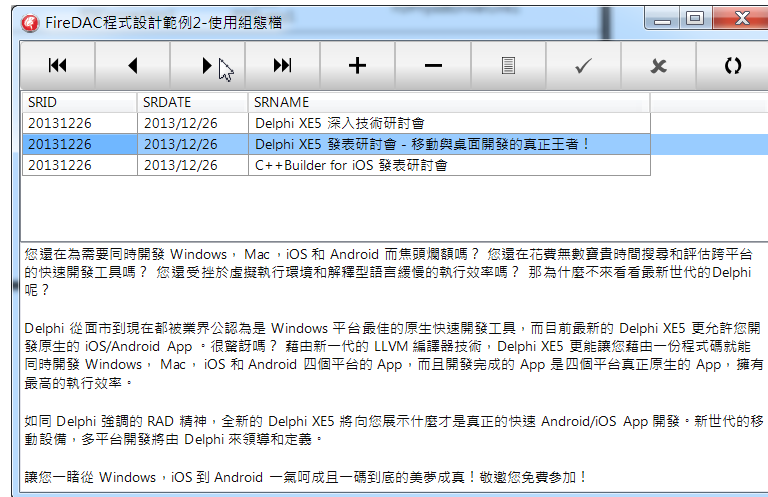 FireDAC程式設計範例2-使用組態檔
SRID SRDATE SRNAME
20131226 2013/12/26 Delphi XE5 深入技術研討會
20131226 2013/12/26 Delphi XE5 發表研討會 - 移動與桌面開發的真正王者！
20131226 2013/12/26 C++Builder for iOS 發表研討會
您還在為需要同時開發 Windows， Mac ，iOS 和 Android 而焦頭爛額嗎？ 您還在花費無數寶貴時間搜尋和評估跨平台
的快速開發工具嗎？ 您還受挫於虛擬執行環境和解釋型語言緩慢的執行效率嗎？ 那為什麼不來看看最新世代的Delphi
呢？
Delphi 從面市到現在都被業界公認為是 Windows 平台最佳的原生快速開發工具，而目前最新的 Delphi XE5 更允許您開
發原生的 iOS/Android App 。很驚訝嗎？ 藉由新一代的 LLVM 編譯器技術，Delphi XE5 更能讓您藉由一份程式碼就能
同時開發 Windows， Mac， iOS 和 Android 四個平台的 App，而且開發完成的 App 是四個平台真正原生的 App，擁有
最高的執行效率。
如同 Delphi 強調的 RAD 精神，全新的 Delphi XE5 將向您展示什麼才是真正的快速 Android/iOS App 開發。新世代的移
動設備，多平台開發將由 Delphi 來領導和定義。
讓您一睹從 Windows，iOS 到 Android 一氣呵成且一碼到底的美夢成真！敬邀您免費參加！